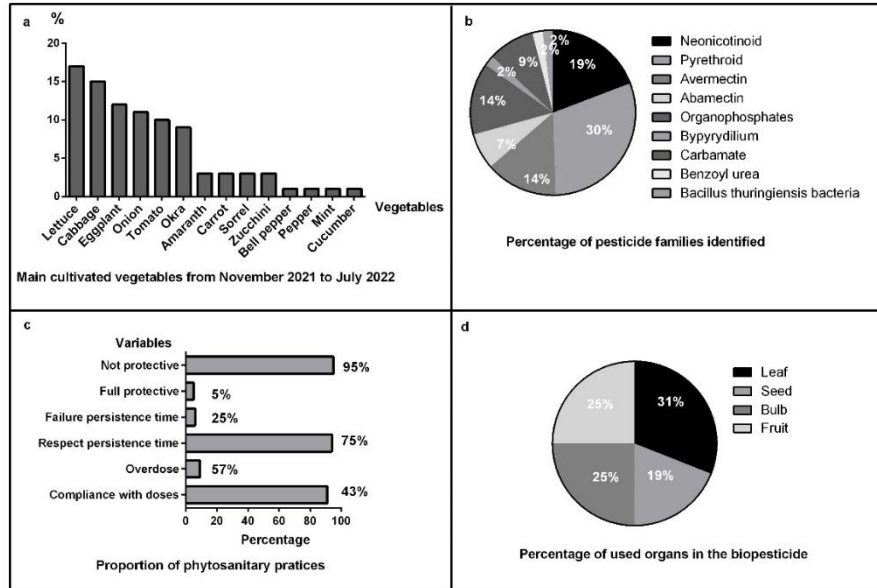 a
%
20
15
10
5
0
Lettuce
Cabbage
Eggplant
Onion
Tomato
Okra
Amaranth
Carrot
Sorrel
Zucchini
Bell pepper
Pepper
Mint
Cucumber
Vegetables
Main cultivated vegetables from November 2021 to July 2022
b
2%
2%
9%
2%
14%
7%
14%
30%
19%
Neonicotinoid
Pyrethroid
Avermectin
Abamectin
Organophosphates
Bypyrydilium
Carbamate
Benzoyl urea
Bacillus thuringiensis bacteria
Percentage of pesticide families identified
c
Variables
Not protective 95%
Full protective 5%
Failure persistence time 25%
Respect persistence time 75%
Overdose 57%
Compliance with doses 43%
0 20 40 60 80 100
Percentage
Proportion of phytosanitary pratices
d
25%
31%
25%
19%
Leaf
Seed
Bulb
Fruit
Percentage of used organs in the biopesticide